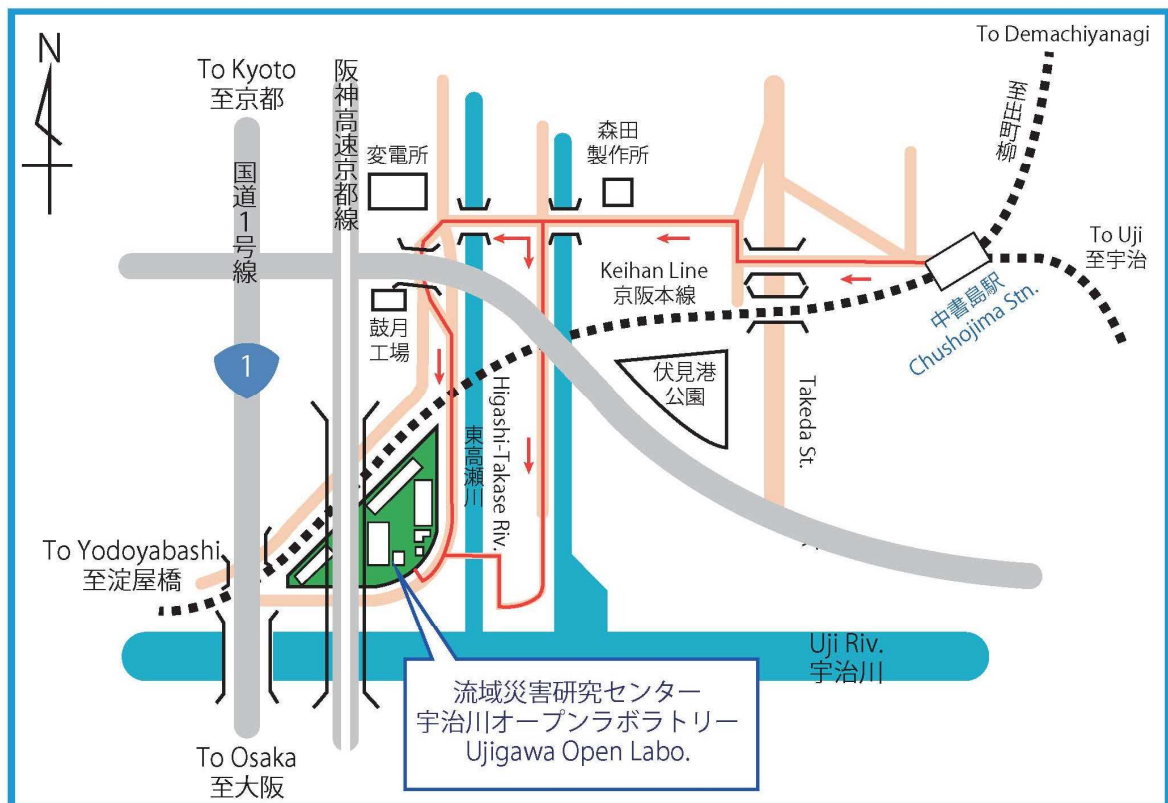 N
To Kyoto
至京都
国道1号線
1
阪神高速京都線
変電所
森田
製作所
To Demachiyanagi
至出町柳
To Uji
至宇治
中書島駅
Chushojima Stn.
Keihan Line
京阪本線
鼓月
工場
伏見港
公園
Takeda St.
東高瀬川
Higashi-Takase Riv.
To Yodoyabashi
至淀屋橋
Uji Riv.
宇治川
流域災害研究センター
宇治川オープンラボラトリー
Ujigawa Open Labo.
To Osaka
至大阪